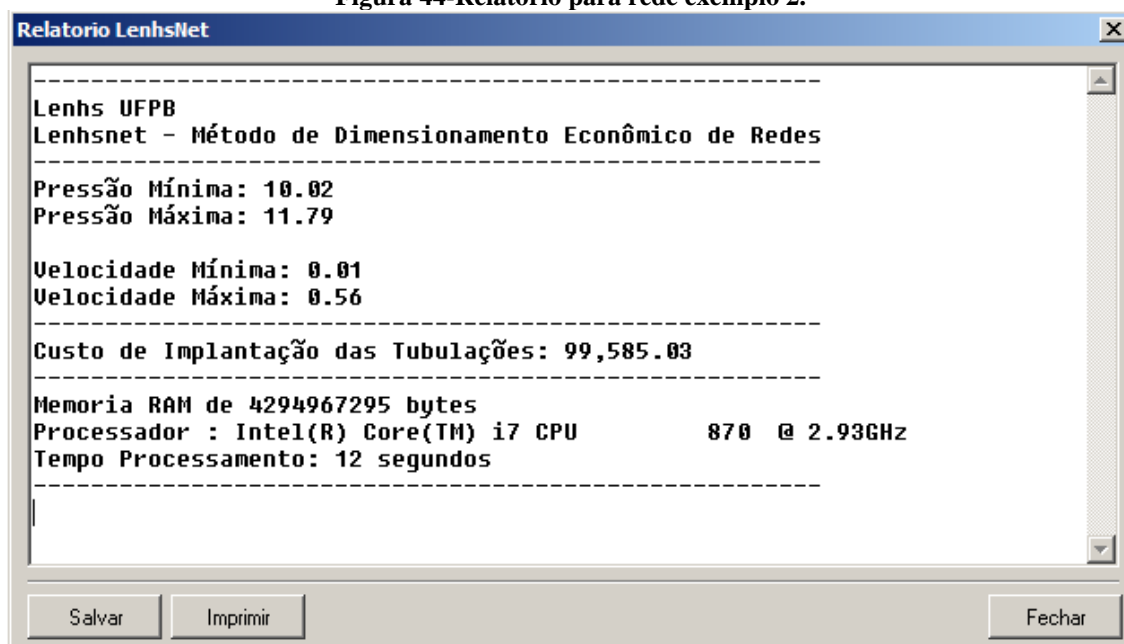 Figura 44-Relatório para rede exemplo 2.
Relatorio LenhsNet
-------------------------------------------------------
Lenhs UFPB
Lenhsnet - Método de Dimensionamento Econômico de Redes
-------------------------------------------------------
Pressão Mínima: 10.02
Pressão Máxima: 11.79
Velocidade Mínima: 0.01
Velocidade Máxima: 0.56
-------------------------------------------------------
Custo de Implantação das Tubulações: 99,585.03
-------------------------------------------------------
Memoria RAM de 4294967295 bytes
Processador : Intel(R) Core(TM) i7 CPU         870  @ 2.93GHz
Tempo Processamento: 12 segundos
-------------------------------------------------------
Salvar
Imprimir
Fechar